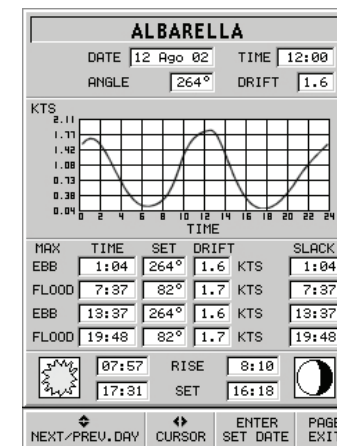 ALBARELLA
DATE 12 Ago 02 TIME 12:00
ANGLE 264° DRIFT 1.6
KTS
2.11
1.77
1.42
1.08
0.73
0.38
0.04
2 4 6 8 10 12 14 16 18 20 22 24
TIME
MAX TIME SET DRIFT SLACK
EBB 1:04 264° 1.6 KTS 1:04
FLOOD 7:37 82° 1.7 KTS 7:37
EBB 13:37 264° 1.6 KTS 13:37
FLOOD 19:48 82° 1.7 KTS 19:48
07:57 RISE 8:10
17:31 SET 16:18
NEXT/PREV.DAY CURSOR ENTER SET DATE PAGE EXIT